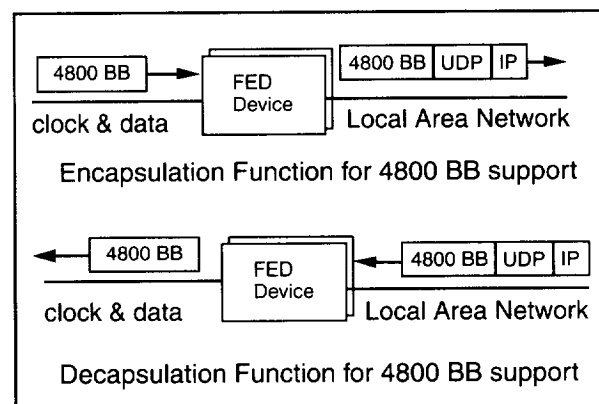 4800 BB
FED
Device
4800 BB UDP IP
clock & data
Local Area Network
Encapsulation Function for 4800 BB support
4800 BB
FED
Device
4800 BB UDP IP
clock & data
Local Area Network
Decapsulation Function for 4800 BB support